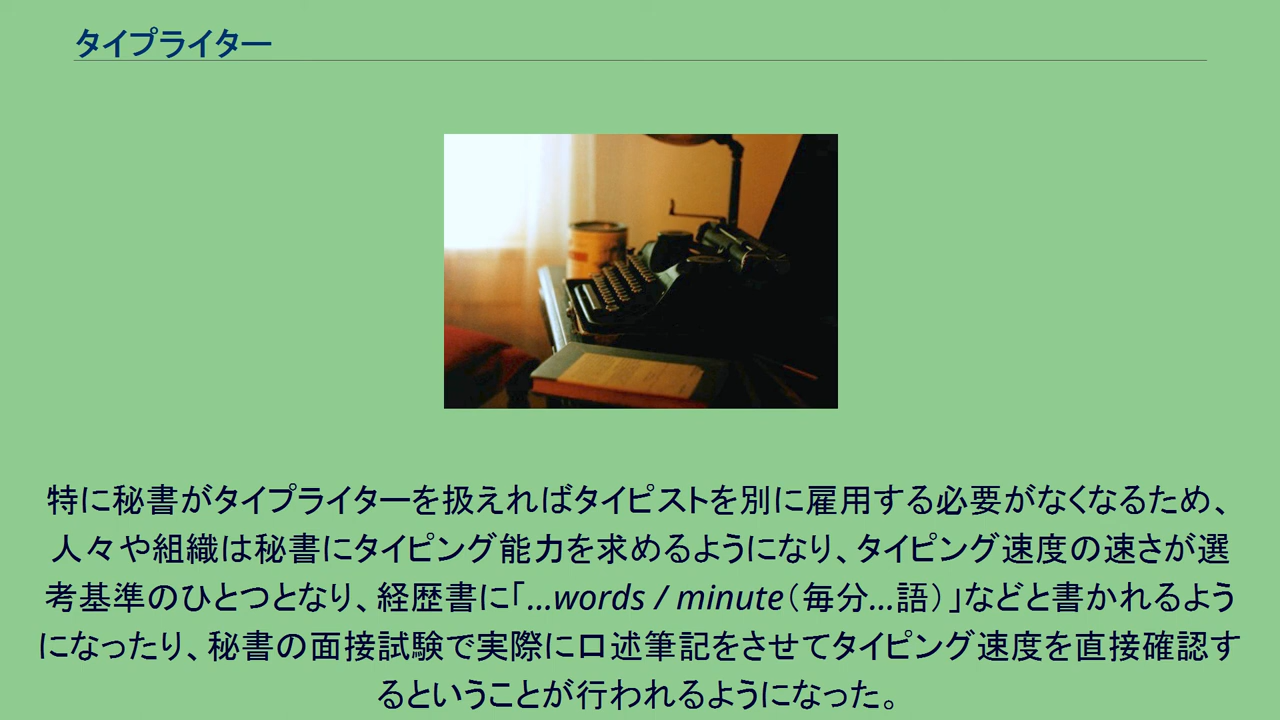 タイプライター
特に秘書がタイプライターを扱えればタイピストを別に雇用する必要がなくなるため、
人々や組織は秘書にタイピング能力を求めるようになり、タイピング速度の速さが選
考基準のひとつとなり、経歴書に「...words / minute（毎分...語）」などと書かれるよう
になったり、秘書の面接試験で実際に口述筆記をさせてタイピング速度を直接確認す
るということが行われるようになった。